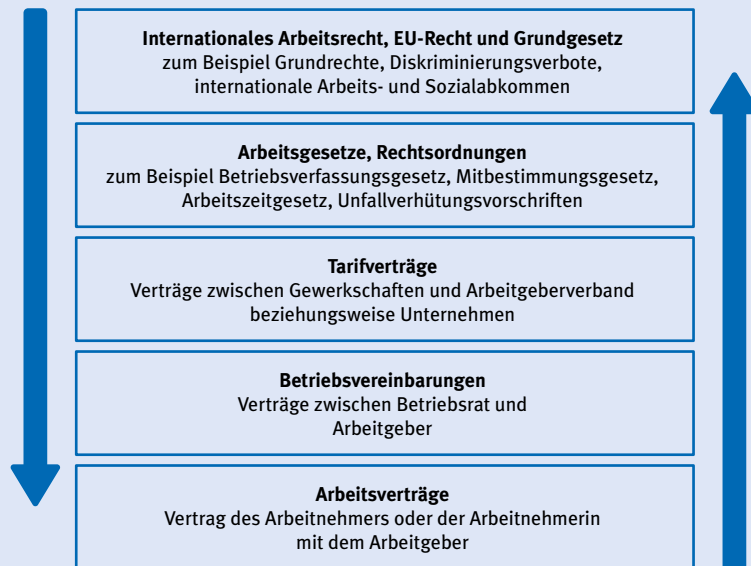 Internationales Arbeitsrecht, EU-Recht und Grundgesetz
zum Beispiel Grundrechte, Diskriminierungsverbote,
internationale Arbeits- und Sozialabkommen
Arbeitsgesetze, Rechtsordnungen
zum Beispiel Betriebsverfassungsgesetz, Mitbestimmungsgesetz,
Arbeitszeitgesetz, Unfallverhütungsvorschriften
Tarifverträge
Verträge zwischen Gewerkschaften und Arbeitgeberverband
beziehungsweise Unternehmen
Betriebsvereinbarungen
Verträge zwischen Betriebsrat und
Arbeitgeber
Arbeitsverträge
Vertrag des Arbeitnehmers oder der Arbeitnehmerin
mit dem Arbeitgeber